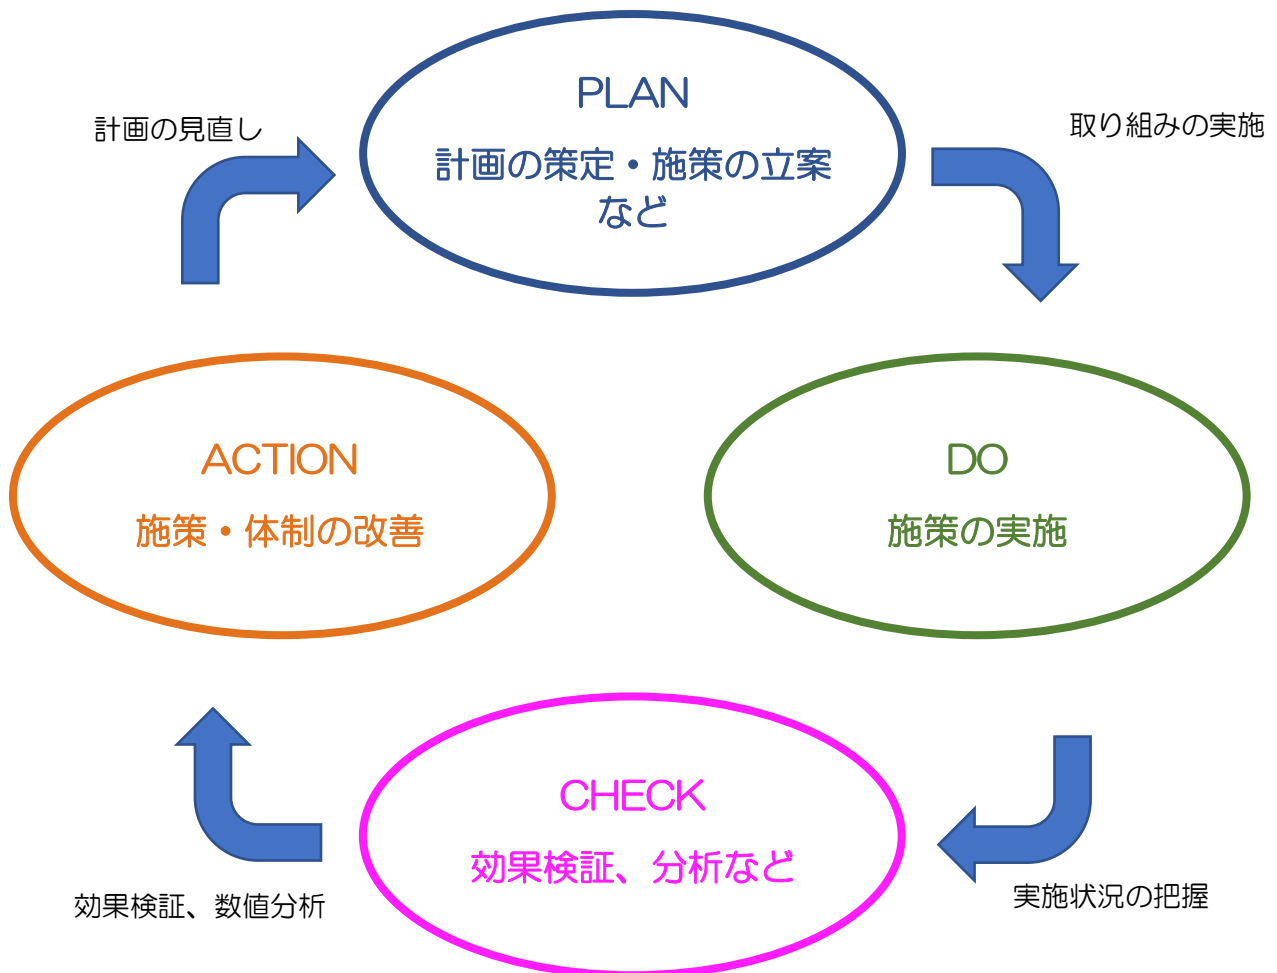 PLAN
計画の策定・施策の立案
など
計画の見直し
取り組みの実施
ACTION
施策・体制の改善
DO
施策の実施
CHECK
効果検証、分析など
効果検証、数値分析
実施状況の把握